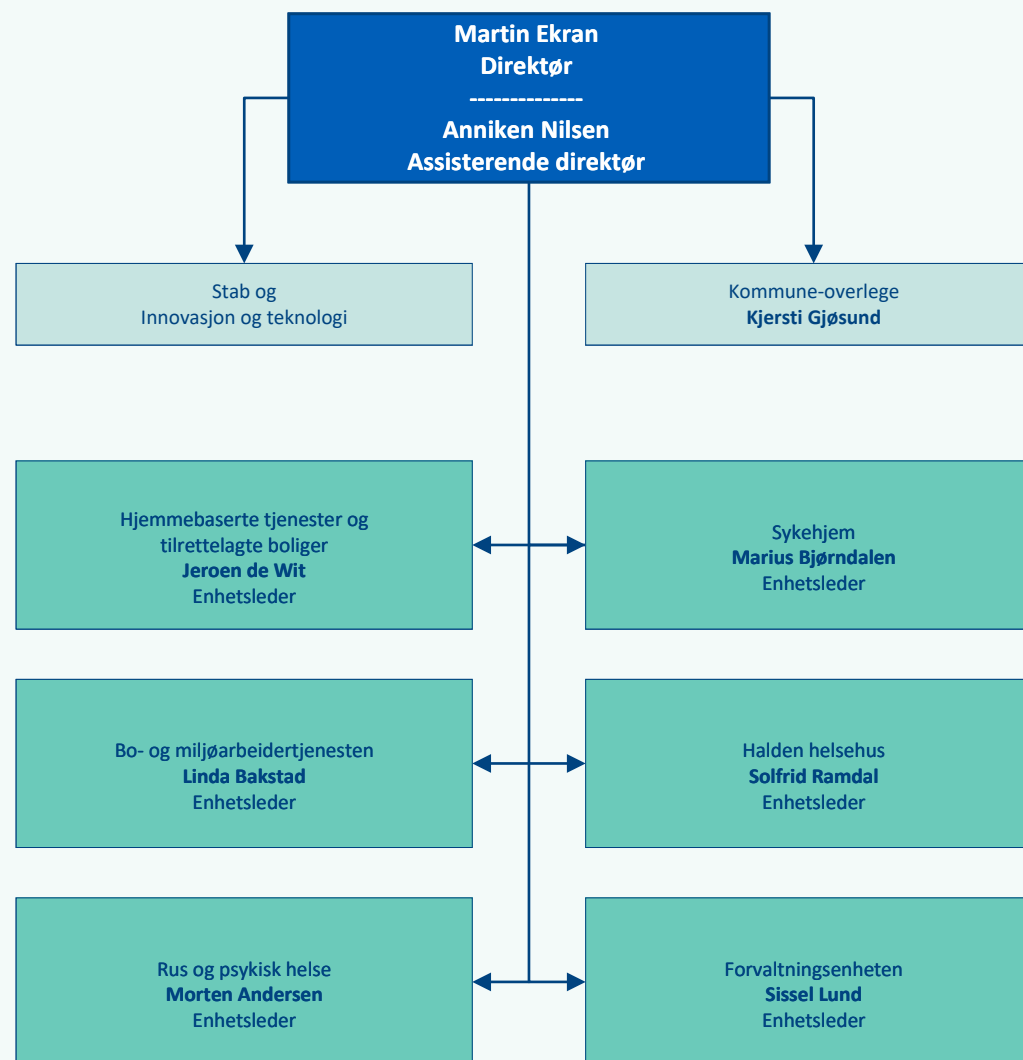 Martin Ekran
Direktør
--------------
Anniken Nilsen
Assisterende direktør
Stab og
Innovasjon og teknologi
Kommune-overlege
Kjersti Gjøsund
Hjemmebaserte tjenester og
tilrettelagte boliger
Jeroen de Wit
Enhetsleder
Sykehjem
Marius Bjørndalen
Enhetsleder
Bo- og miljøarbeidertjenesten
Linda Bakstad
Enhetsleder
Halden helsehus
Solfrid Ramdal
Enhetsleder
Rus og psykisk helse
Morten Andersen
Enhetsleder
Forvaltningsenheten
Sissel Lund
Enhetsleder